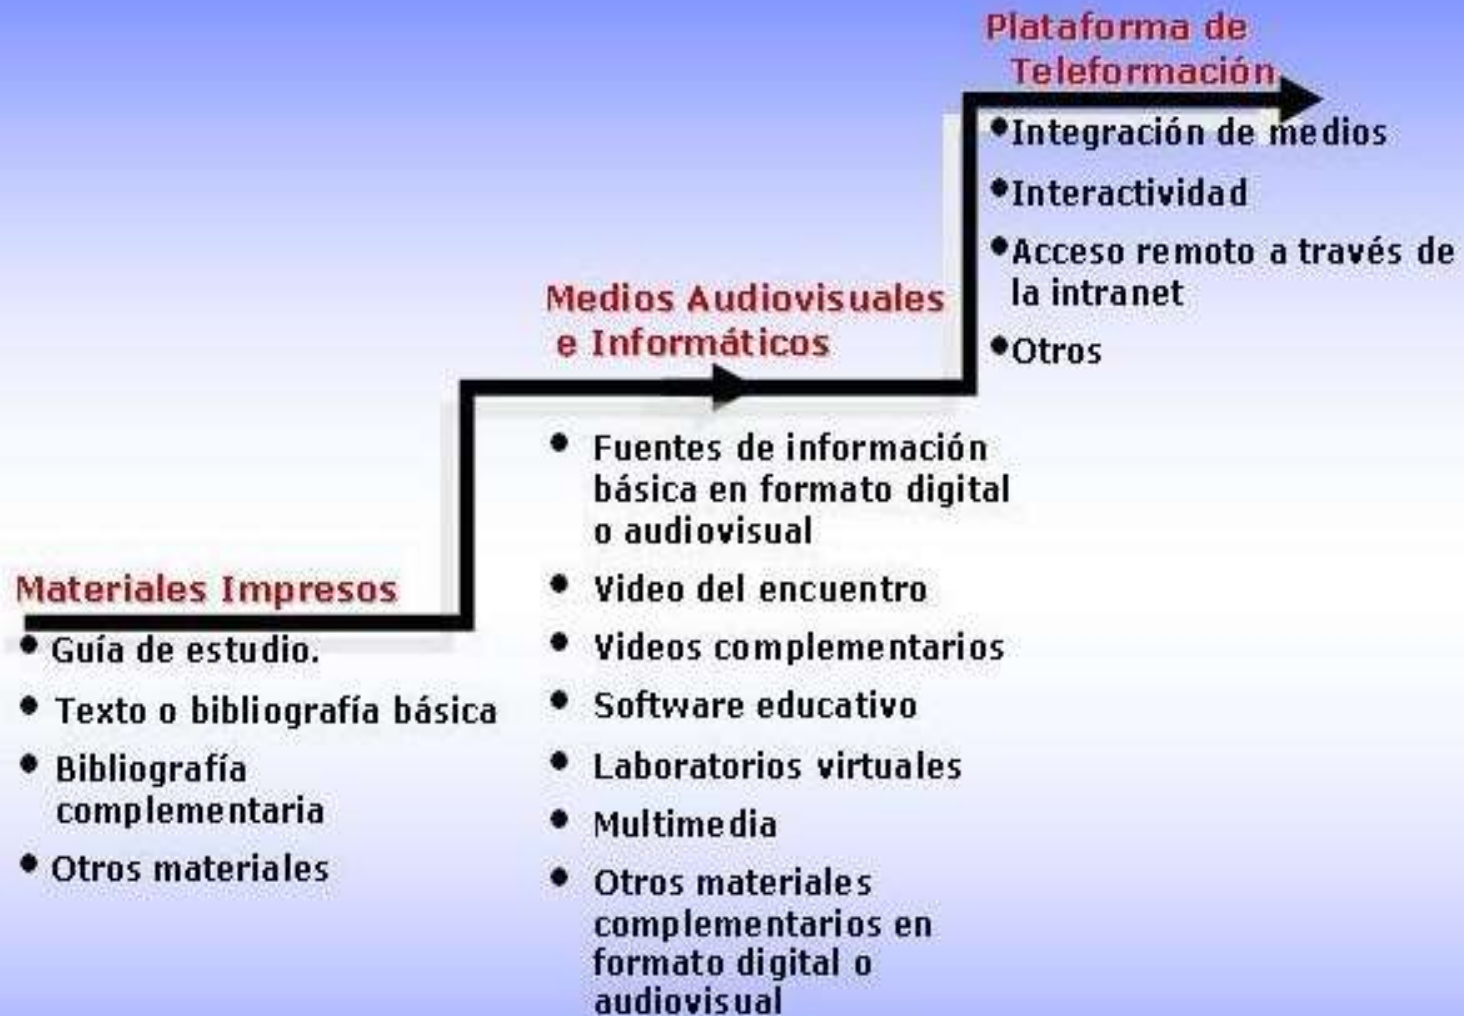 Plataforma de
Teleformación
•Integración de medios
•Interactividad
•Acceso remoto a través de
la intranet
•Otros
Medios Audiovisuales
e Informáticos
• Fuentes de información
básica en formato digital
o audiovisual
• Video del encuentro
• Videos complementarios
• Software educativo
• Laboratorios virtuales
• Multimedia
• Otros materiales
complementarios en
formato digital o
audiovisual
Materiales Impresos
• Guía de estudio.
• Texto o bibliografía básica
• Bibliografía
complementaria
• Otros materiales